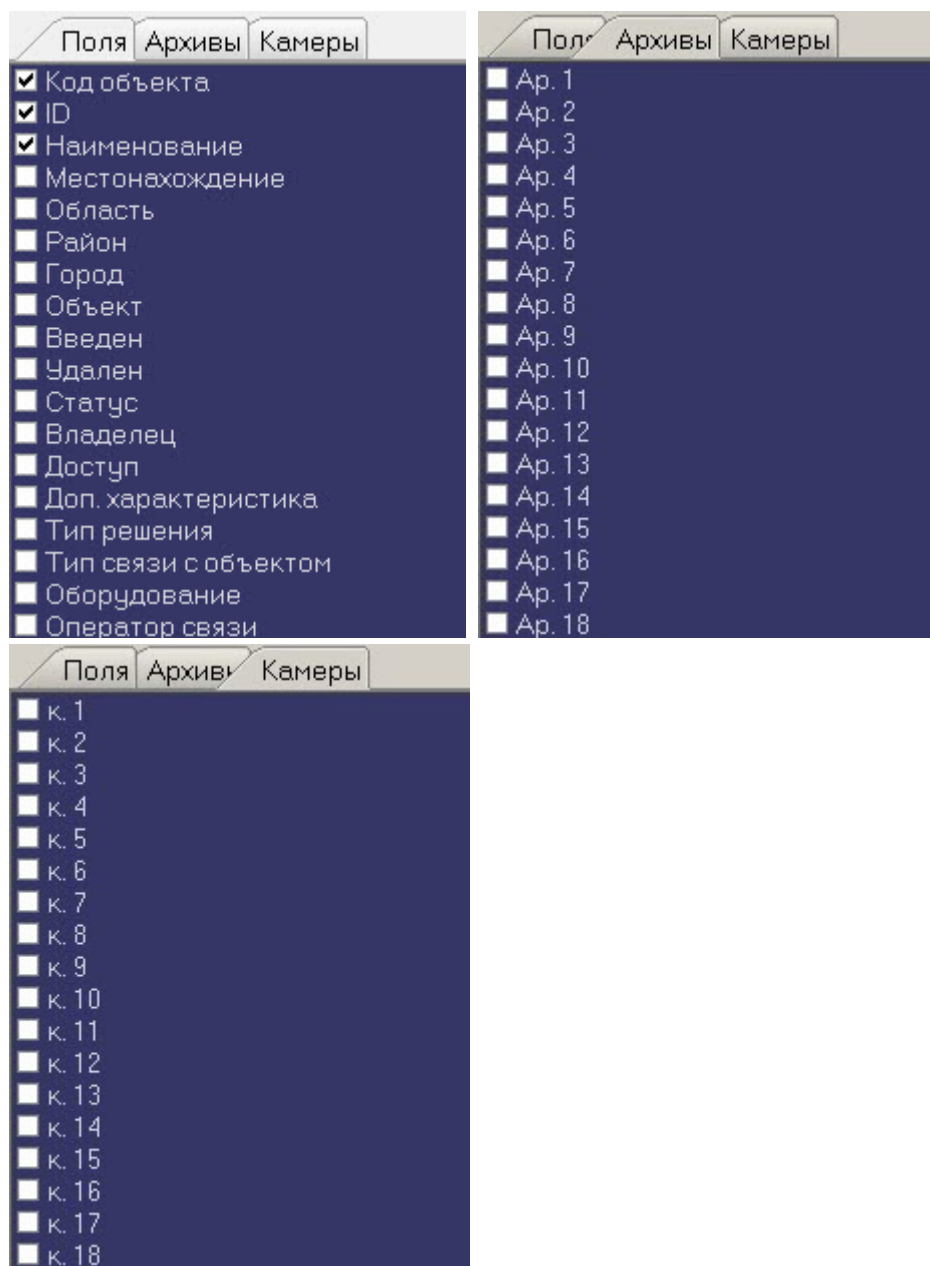 Поля Архивы Камеры
Код объекта
ID
Наименование
Местонахождение
Область
Район
Город
Объект
Введен
Удален
Статус
Владелец
Доступ
Доп. характеристика
Тип решения
Тип связи с объектом
Оборудование
Оператор связи
Поля Архивы Камеры
Ар. 1
Ар. 2
Ар. 3
Ар. 4
Ар. 5
Ар. 6
Ар. 7
Ар. 8
Ар. 9
Ар. 10
Ар. 11
Ар. 12
Ар. 13
Ар. 14
Ар. 15
Ар. 16
Ар. 17
Ар. 18
Поля Архивы Камеры
к. 1
к. 2
к. 3
к. 4
к. 5
к. 6
к. 7
к. 8
к. 9
к. 10
к. 11
к. 12
к. 13
к. 14
к. 15
к. 16
к. 17
к. 18